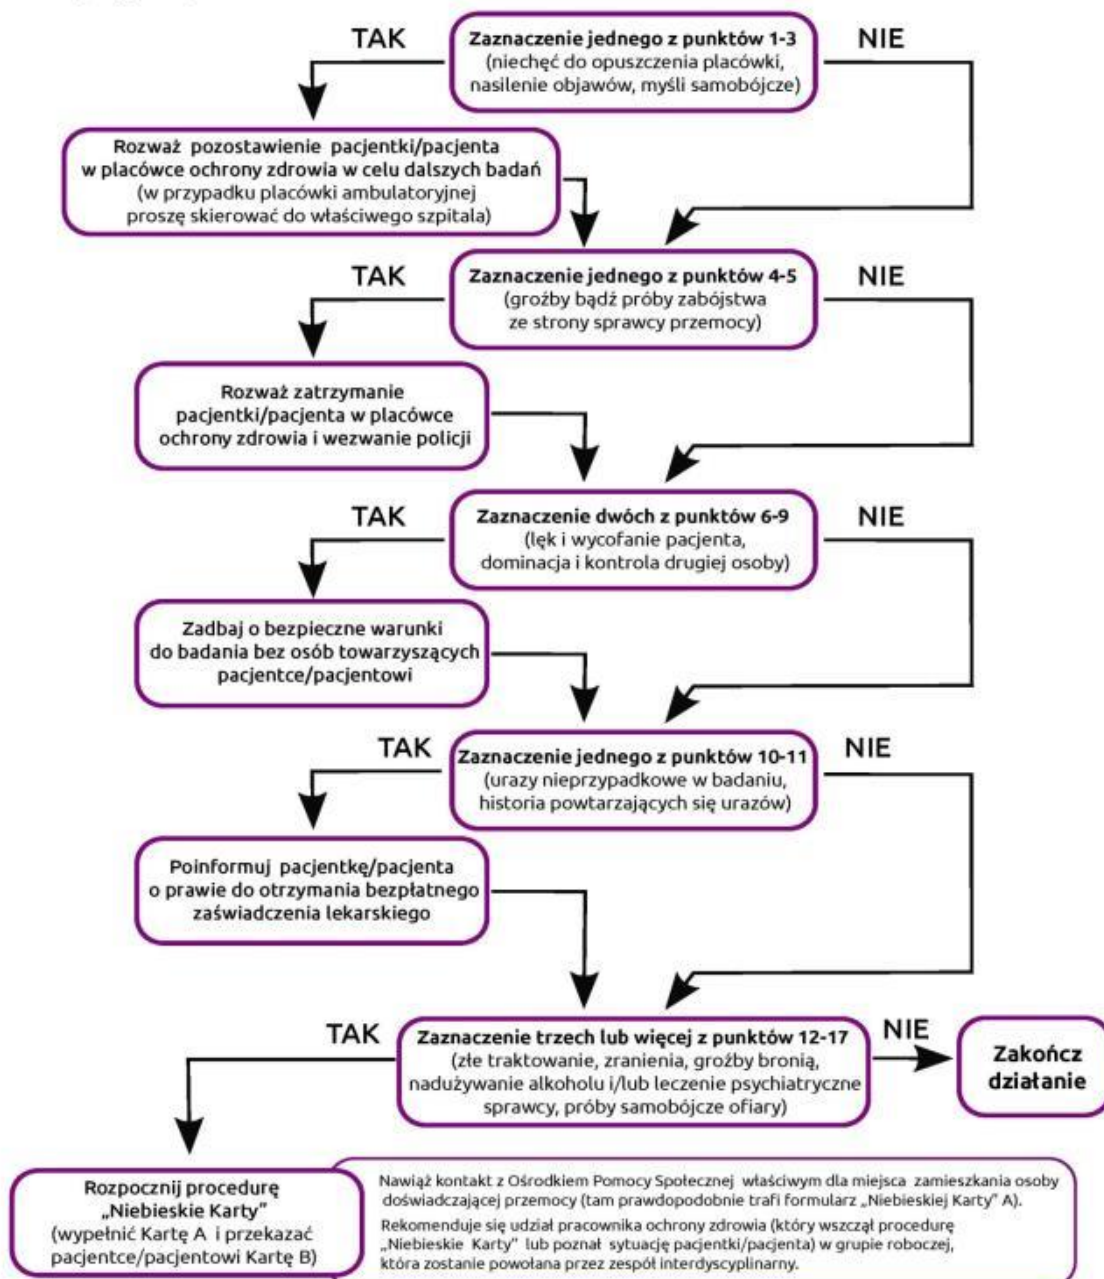 TAK
Zaznaczenie jednego z punktów 1-3
(niechęć do opuszczenia placówki,
nasilenie objawów, myśli samobójcze)
NIE
Rozważ pozostawienie pacjentki/pacjenta
w placówce ochrony zdrowia w celu dalszych badań
(w przypadku placówki ambulatoryjnej
proszę skierować do właściwego szpitala)
TAK
Zaznaczenie jednego z punktów 4-5
(groźby bądź próby zabójstwa
ze strony sprawcy przemocy)
NIE
Rozważ zatrzymanie
pacjentki/pacjenta w placówce
ochrony zdrowia i wezwanie policji
TAK
Zaznaczenie dwóch z punktów 6-9
(lęk i wycofanie pacjenta,
dominacja i kontrola drugiej osoby)
NIE
Zadbaj o bezpieczne warunki
do badania bez osób towarzyszących
pacjentce/pacjentowi
TAK
Zaznaczenie jednego z punktów 10-11
(urazy nieprzypadkowe w badaniu,
historia powtarzających się urazów)
NIE
Poinformuj pacjentkę/pacjenta
o prawie do otrzymania bezpłatnego
zaświadczenia lekarskiego
TAK
Zaznaczenie trzech lub więcej z punktów 12-17
(złe traktowanie, zranienia, groźby bronią,
nadużywanie alkoholu i/lub leczenie psychiatryczne
sprawcy, próby samobójcze ofiary)
NIE
Zakończ
działanie
Rozpocznij procedurę
„Niebieskie Karty”
(wypełnić Kartę A i przekazać
pacjentce/pacjentowi Kartę B)
Nawiąż kontakt z Ośrodkiem Pomocy Społecznej właściwym dla miejsca zamieszkania osoby
doświadczającej przemocy (tam prawdopodobnie trafi formularz „Niebieskiej Karty” A).
Rekomenduje się udział pracownika ochrony zdrowia (który wszczął procedurę
„Niebieskie Karty” lub poznał sytuację pacjentki/pacjenta) w grupie roboczej,
która zostanie powołana przez zespół interdyscyplinarny.